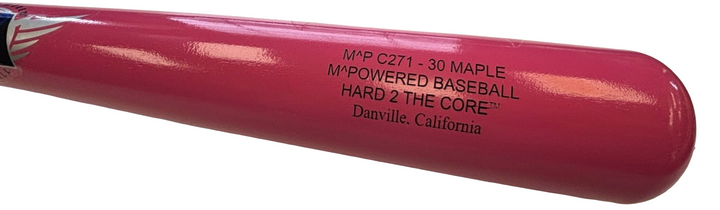 M^P C271 - 30 MAPLE
M^POWERED BASEBALL
HARD 2 THE CORE™
Danville, California